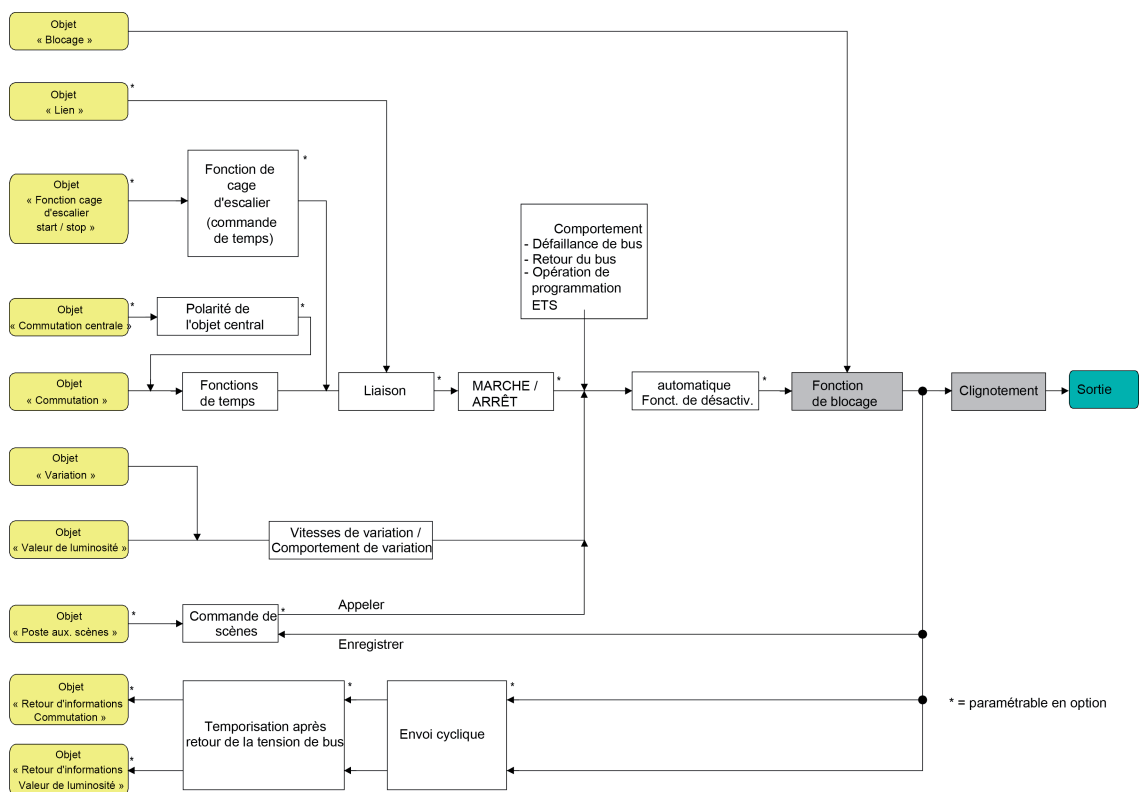 Objet
« Blocage »
Objet
*
« Lien »
Fonction de
*
cage
d'escalier
(commande
de temps)
Objet
*
« Fonction cage
d'escalier
start / stop »
Comportement
- Défaillance de bus
- Retour du bus
- Opération de
programmation
ETS
Objet
*
« Commutation centrale »
Polarité de
*
l'objet central
Objet
« Commutation »
Fonctions
de temps
Liaison
*
MARCHE /
*
ARRÊT
automatique
*
Fonct. de désactiv.
Fonction
de blocage
Clignotement
Sortie
Objet
« Variation »
Objet
« Valeur de luminosité »
Vitesses de variation /
Comportement de variation
Objet
*
« Poste aux. scènes »
Commande de
*
scènes
Appeler
Enregistrer
Objet
*
« Retour d'informations
Commutation »
Objet
*
« Retour d'informations
Valeur de luminosité »
*
Temporisation après
retour de la tension de bus
*
Envoi cyclique
* = paramétrable en option